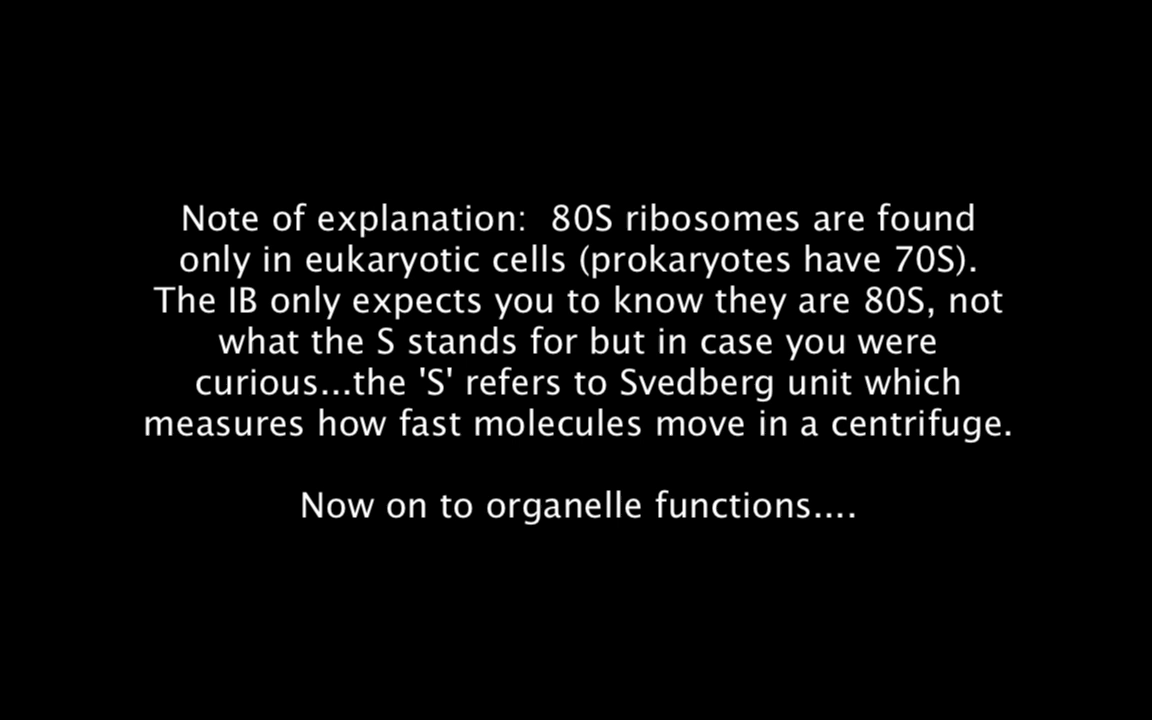 Note of explanation:  80S ribosomes are found
only in eukaryotic cells (prokaryotes have 70S).
The IB only expects you to know they are 80S, not
what the S stands for but in case you were
curious...the 'S' refers to Svedberg unit which
measures how fast molecules move in a centrifuge.
Now on to organelle functions....